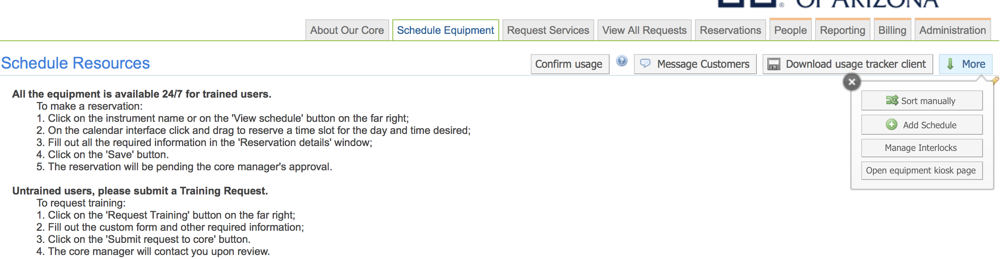 ® OF ARIZONA
About Our Core Schedule Equipment Request Services View All Requests Reservations People Reporting Billing Administration
Schedule Resources Confirm usage ? Message Customers Download usage tracker client More
All the equipment is available 24/7 for trained users.
To make a reservation:
1. Click on the instrument name or on the 'View schedule' button on the far right;
2. On the calendar interface click and drag to reserve a time slot for the day and time desired;
3. Fill out all the required information in the 'Reservation details' window;
4. Click on the 'Save' button.
5. The reservation will be pending the core manager's approval.
Untrained users, please submit a Training Request.
To request training:
1. Click on the 'Request Training' button on the far right;
2. Fill out the custom form and other required information;
3. Click on the 'Submit request to core' button.
4. The core manager will contact you upon review.
Sort manually
Add Schedule
Manage Interlocks
Open equipment kiosk page